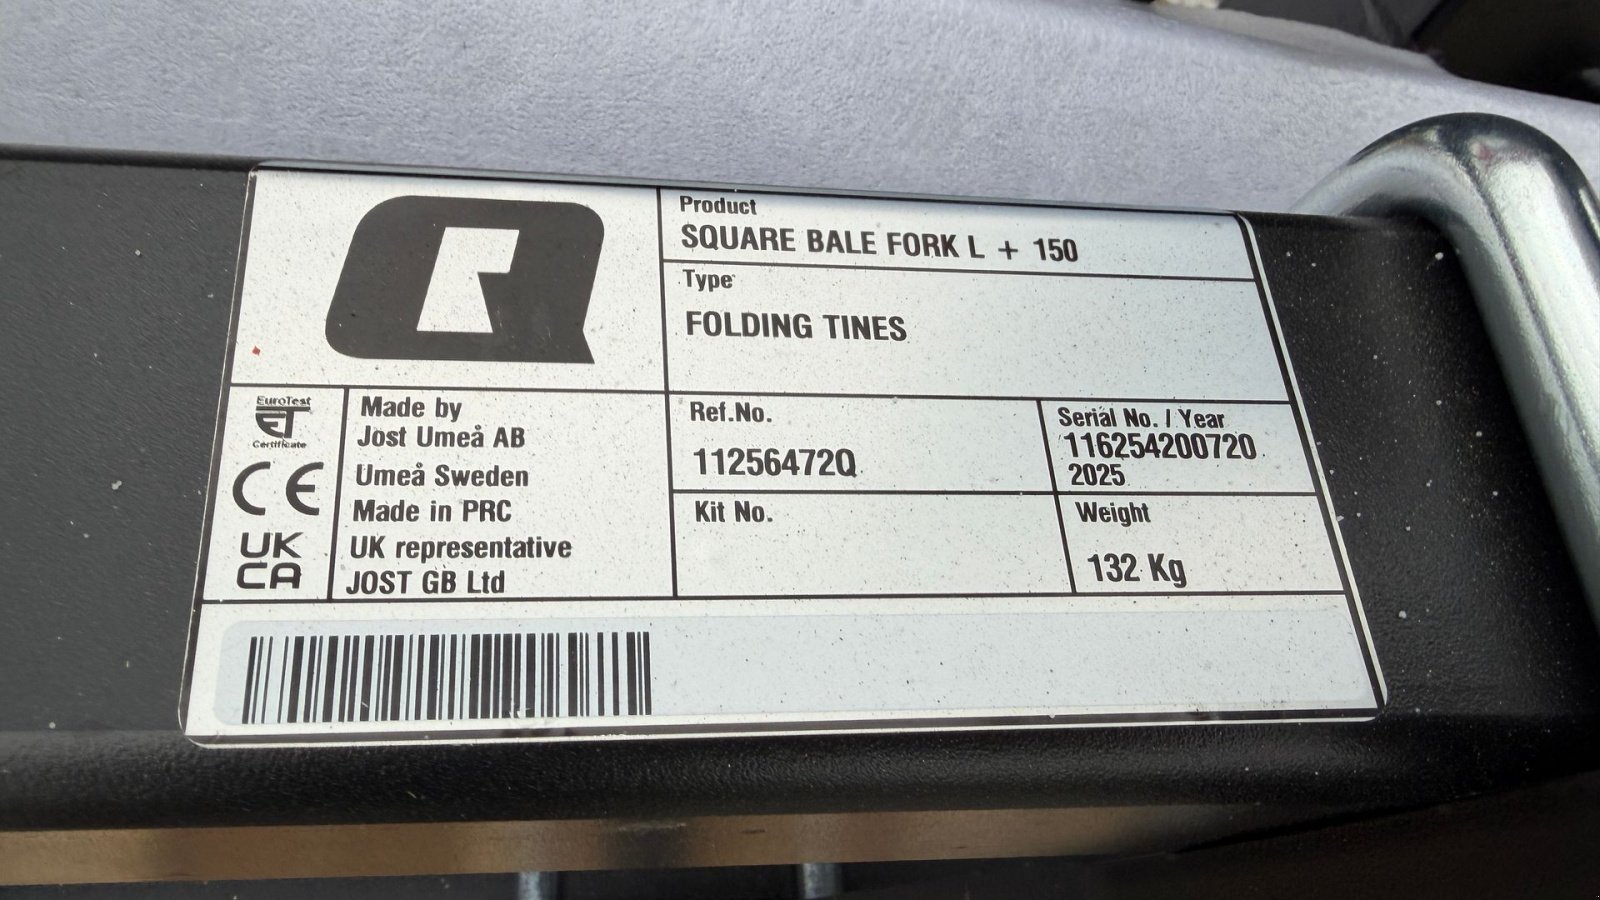 Product
SQUARE BALE FORK L + 150
Type
FOLDING TINES
EuroTest
ET
Certificate
CE
UK
CA
Made by
Jost Umeå AB
Umeå Sweden
Made in PRC
UK representative
JOST GB Ltd
Ref.No.
11256472Q
Serial No. / Year
116254200720
2025
Kit No.
Weight
132 Kg